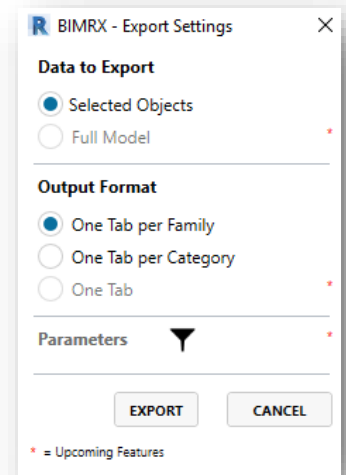 R BIMRX - Export Settings
Data to Export
Selected Objects
Full Model *
Output Format
One Tab per Family
One Tab per Category
One Tab *
Parameters *
EXPORT CANCEL
* = Upcoming Features